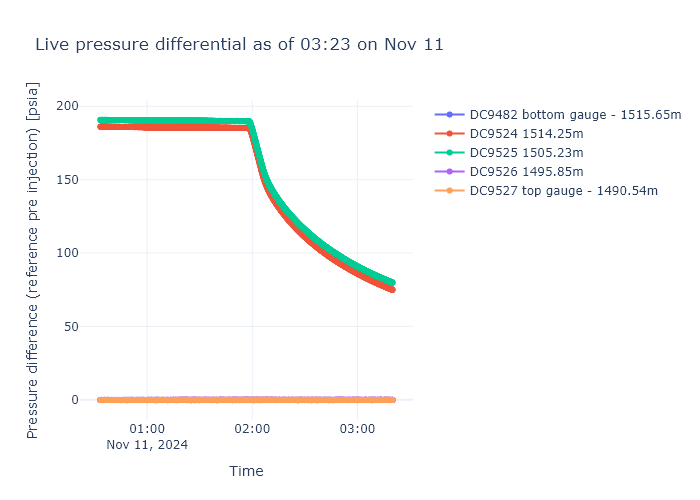 Live pressure differential as of 03:23 on Nov 11
Pressure difference (reference pre injection) [psia]
200
150
100
50
0
01:00
Nov 11, 2024
02:00
03:00
Time
DC9482 bottom gauge - 1515.65m
DC9524 1514.25m
DC9525 1505.23m
DC9526 1495.85m
DC9527 top gauge - 1490.54m